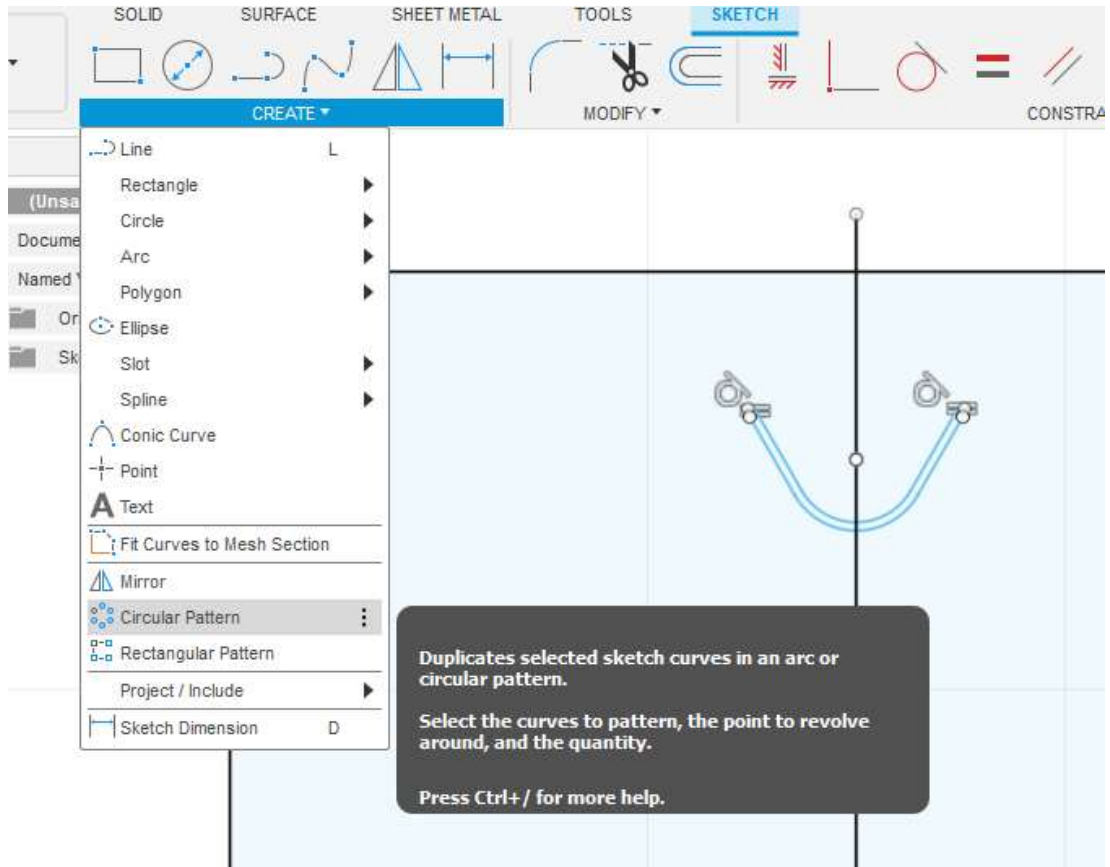 SOLID SURFACE SHEET METAL TOOLS SKETCH
CREATE MODIFY CONSTRA
(Unsa
Docume
Named
Or
Sk
Line L
Rectangle
Circle
Arc
Polygon
Ellipse
Slot
Spline
Conic Curve
Point
A Text
Fit Curves to Mesh Section
Mirror
Circular Pattern
Rectangular Pattern
Project / Include
Sketch Dimension D
Duplicates selected sketch curves in an arc or
circular pattern.
Select the curves to pattern, the point to revolve
around, and the quantity.
Press Ctrl+/ for more help.